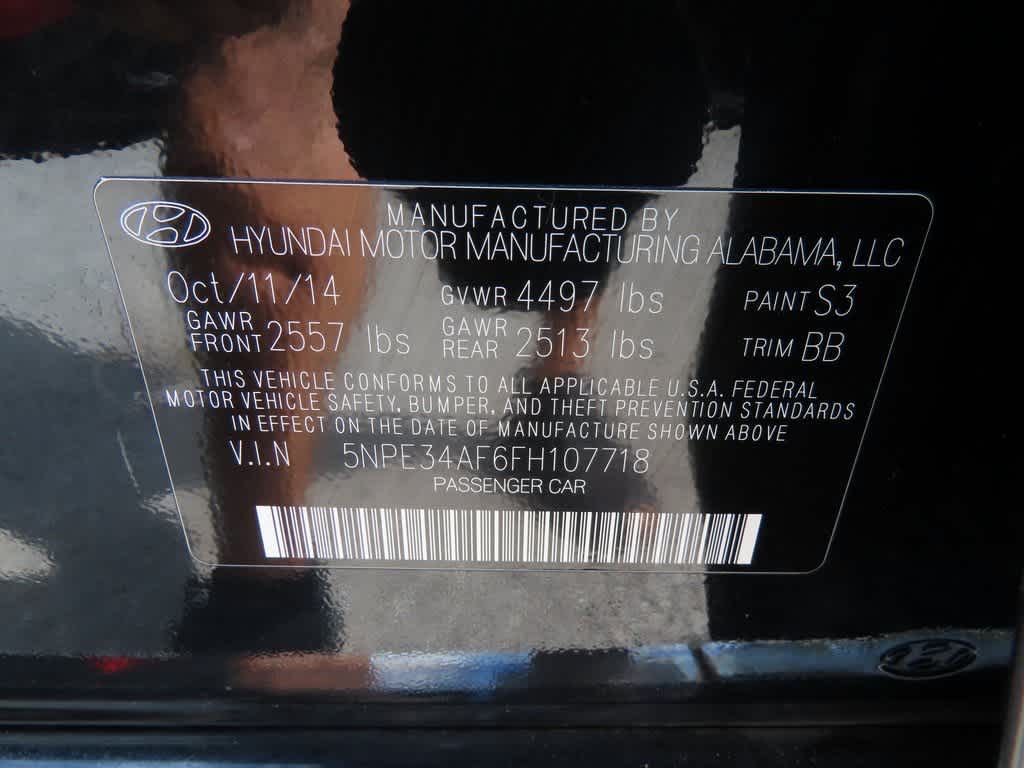 MANUFACTURED BY
HYUNDAI MOTOR MANUFACTURING ALABAMA, LLC
Oct/11/14 GVWR 4497 lbs PAINT S3
GAWR FRONT 2557 lbs GAWR REAR 2513 lbs TRIM BB
THIS VEHICLE CONFORMS TO ALL APPLICABLE U.S.A. FEDERAL
MOTOR VEHICLE SAFETY, BUMPER, AND THEFT PREVENTION STANDARDS
IN EFFECT ON THE DATE OF MANUFACTURE SHOWN ABOVE
V.I.N 5NPE34AF6FH107718
PASSENGER CAR